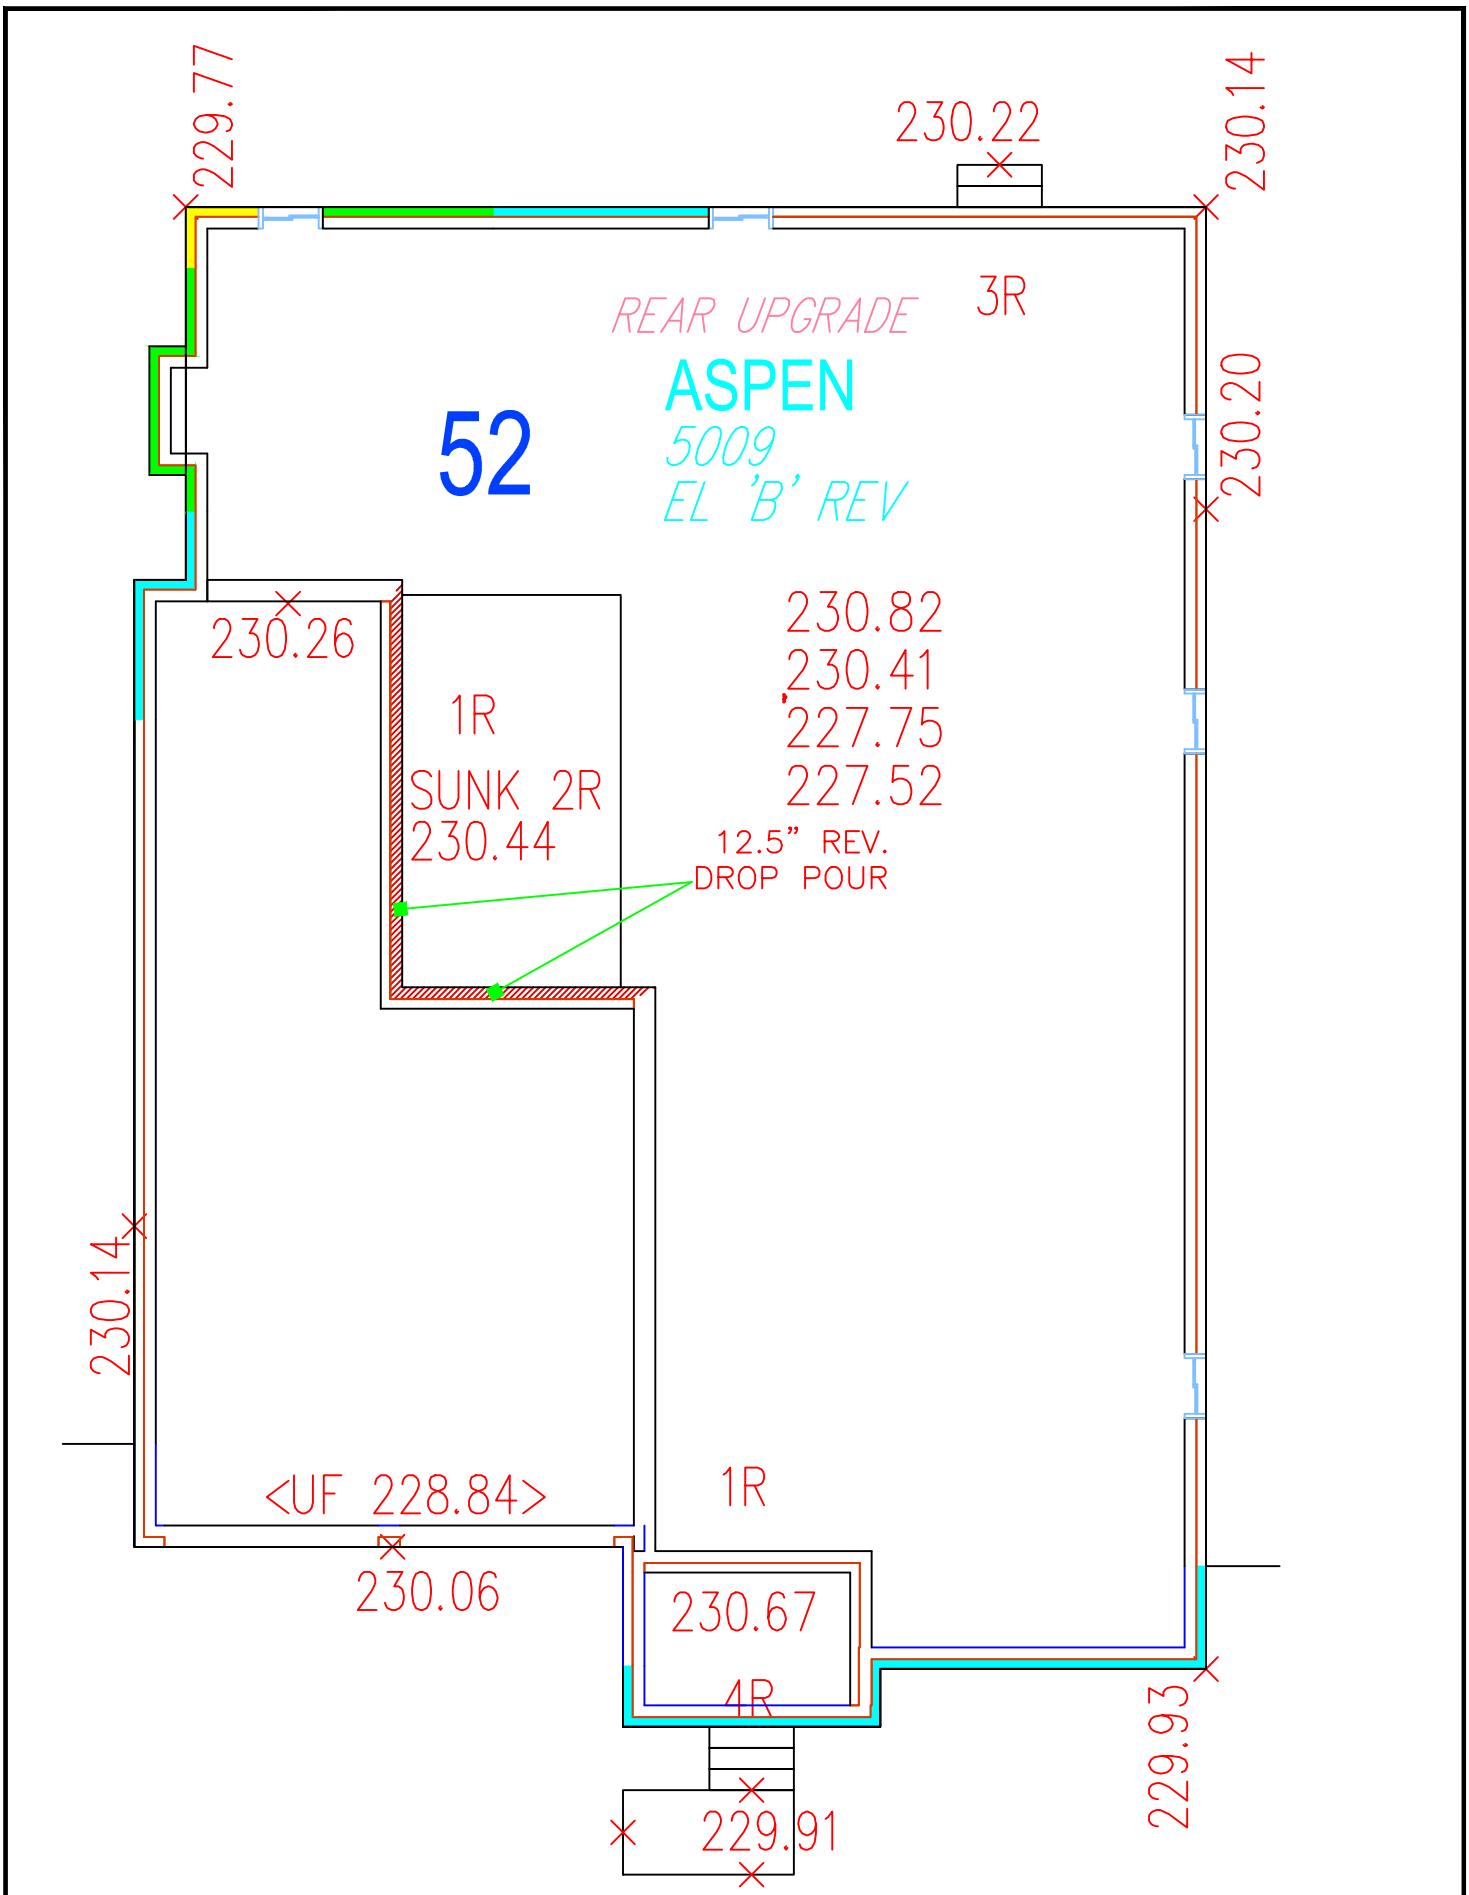 229.77
230.14
230.22
3R
REAR UPGRADE
ASPEN
52
5009
EL 'B' REV
230.20
230.26
230.82
230.41
227.75
227.52
1R
SUNK 2R
230.44
12.5" REV.
DROP POUR
230.14
<UF 228.84>
1R
230.06
230.67
4R
229.93
229.91